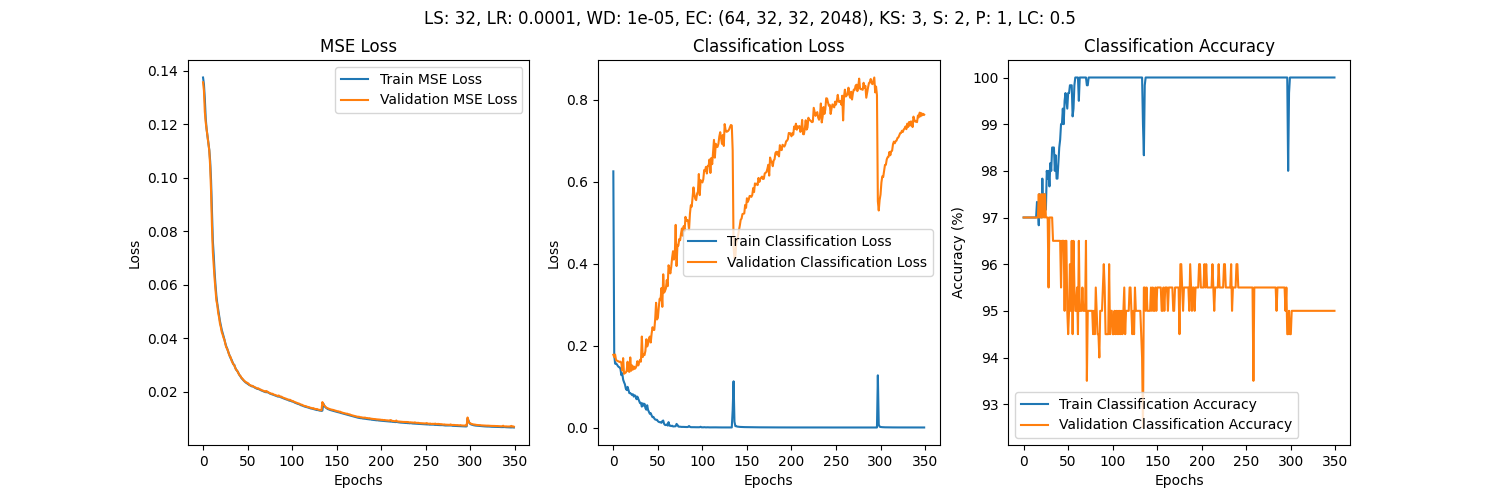 LS: 32, LR: 0.0001, WD: 1e-05, EC: (64, 32, 32, 2048), KS: 3, S: 2, P: 1, LC: 0.5
MSE Loss
Loss
0.14
0.12
0.10
0.08
0.06
0.04
0.02
Train MSE Loss
Validation MSE Loss
0 50 100 150 200 250 300 350
Epochs
Classification Loss
Loss
0.8
0.6
0.4
0.2
0.0
Train Classification Loss
Validation Classification Loss
0 50 100 150 200 250 300 350
Epochs
Classification Accuracy
Accuracy (%)
100
99
98
97
96
95
94
93
Train Classification Accuracy
Validation Classification Accuracy
0 50 100 150 200 250 300 350
Epochs